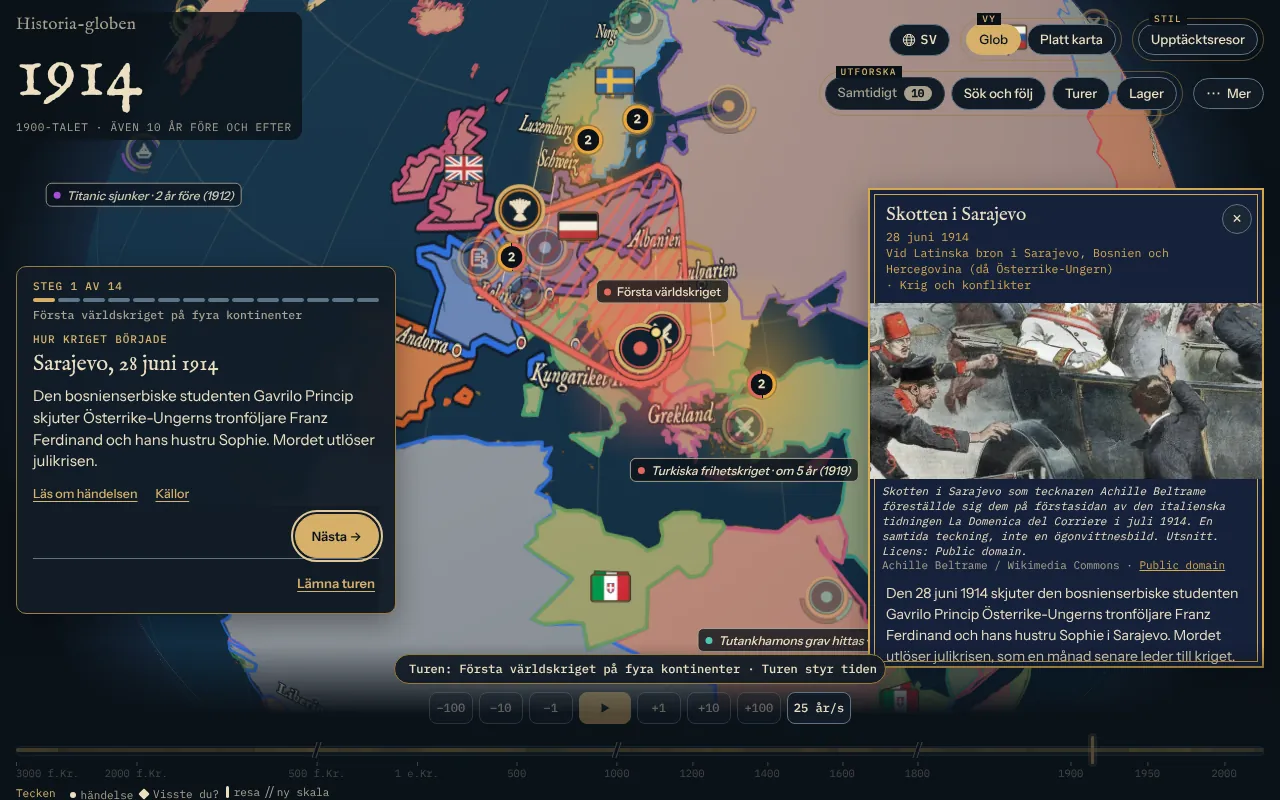 Historia-globen
1914
1900-TALET · ÄVEN 10 ÅR FÖRE OCH EFTER
SV
VY
Glob
Platt karta
STIL
Upptäcktsresor
UTFORSKA
Samtidigt 10
Sök och följ
Turer
Lager
··· Mer
Norge
2
Luxemburg
2
Schweiz
Titanic sjunker · 2 år före (1912)
Albanien
2
Bulgarien
Belgien
Första världskriget
Andorra
Kungariket
2
Grekland
Turkiska frihetskriget · om 5 år (1919)
Tutankhamons grav hittas ·
Liberia
STEG 1 AV 14
Första världskriget på fyra kontinenter
HUR KRIGET BÖRJADE
Sarajevo, 28 juni 1914
Den bosnienserbiske studenten Gavrilo Princip
skjuter Österrike-Ungerns tronföljare Franz
Ferdinand och hans hustru Sophie. Mordet utlöser
julikrisen.
Läs om händelsen
Källor
Nästa →
Lämna turen
Skotten i Sarajevo
×
28 juni 1914
Vid Latinska bron i Sarajevo, Bosnien och
Hercegovina (då Österrike-Ungern)
· Krig och konflikter
Skotten i Sarajevo som tecknaren Achille Beltrame
föreställde sig dem på förstasidan av den italienska
tidningen La Domenica del Corriere i juli 1914. En
samtida teckning, inte en ögonvittnesbild. Utsnitt.
Licens: Public domain.
Achille Beltrame / Wikimedia Commons · Public domain
Den 28 juni 1914 skjuter den bosnienserbiske studenten
Gavrilo Princip Österrike-Ungerns tronföljare Franz
Ferdinand och hans hustru Sophie i Sarajevo. Mordet
utlöser julikrisen, som en månad senare leder till kriget.
Turen: Första världskriget på fyra kontinenter · Turen styr tiden
−100
−10
−1
+1
+10
+100
25 år/s
3000 f.Kr.
2000 f.Kr.
500 f.Kr.
1 e.Kr.
500
1000
1200
1400
1600
1800
1900
1950
2000
Tecken
händelse
Visste du?
resa
// ny skala